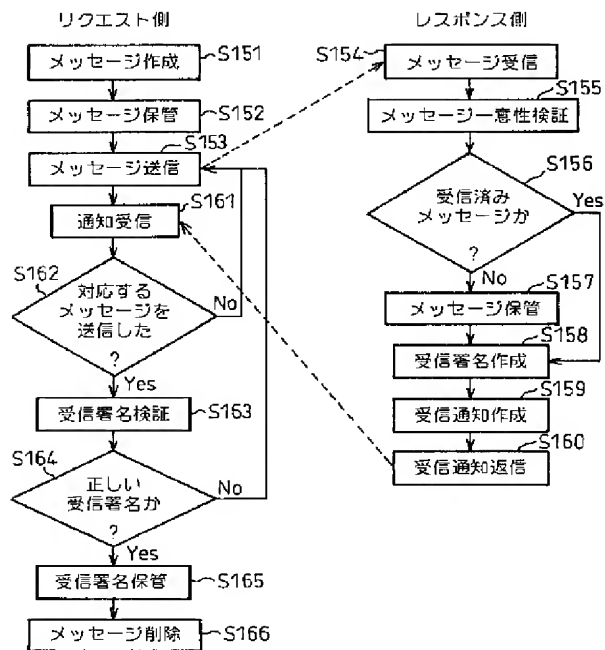 リクエスト側
メッセージ作成
S151
メッセージ保管
S152
S153
メッセージ送信
通知受信
S161
S162
対応する
メッセージを
送信した
?
No
Yes
受信署名検証
S163
S164
正しい
受信署名か
?
No
Yes
受信署名保管
S165
メッセージ削除
S166
レスポンス側
S154
メッセージ受信
S155
メッセージ一意性検証
S156
受信済み
メッセージか
?
Yes
No
S157
メッセージ保管
S158
受信署名作成
S159
受信通知作成
S160
受信通知返信